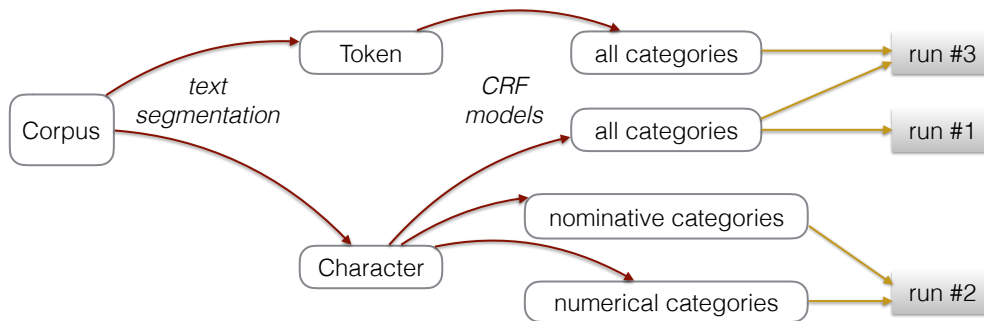 Token
all categories
run #3
text
segmentation
CRF
models
Corpus
all categories
run #1
nominative categories
Character
numerical categories
run #2